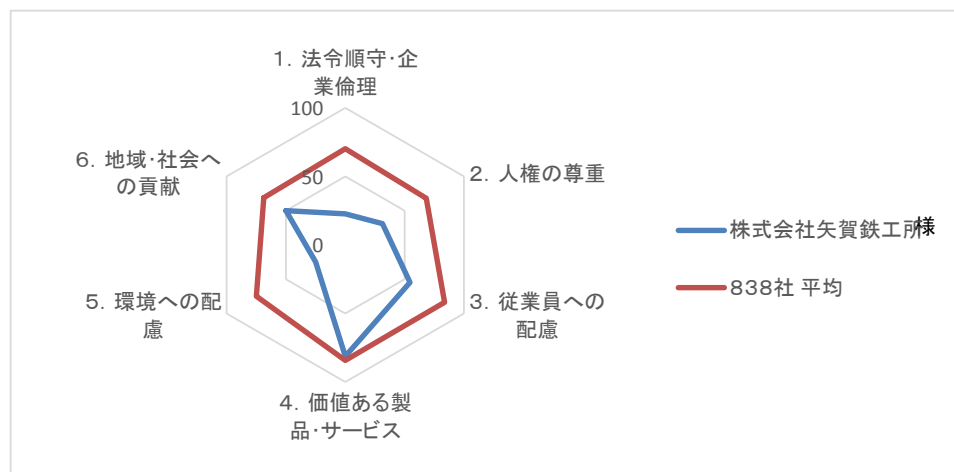 1. 法令順守・企
業倫理
100
6. 地域・社会へ
の貢献
50
2. 人権の尊重
0
株式会社矢賀鉄工所様
838社 平均
5. 環境への配
慮
3. 従業員への
配慮
4. 価値ある製
品・サービス